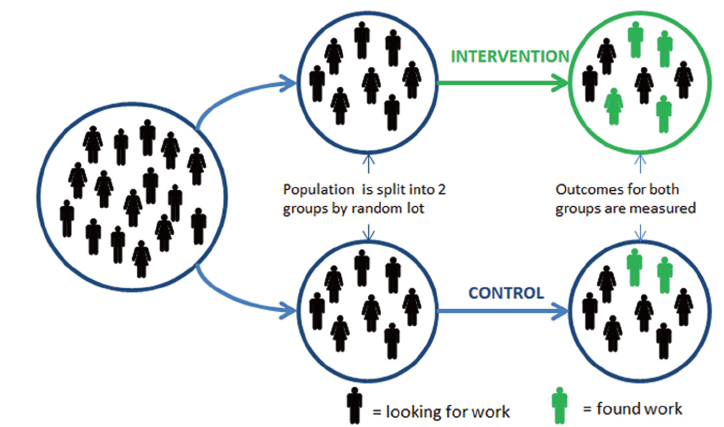 INTERVENTION
Population is split into 2
groups by random lot
Outcomes for both
groups are measured
CONTROL
= looking for work
= found work